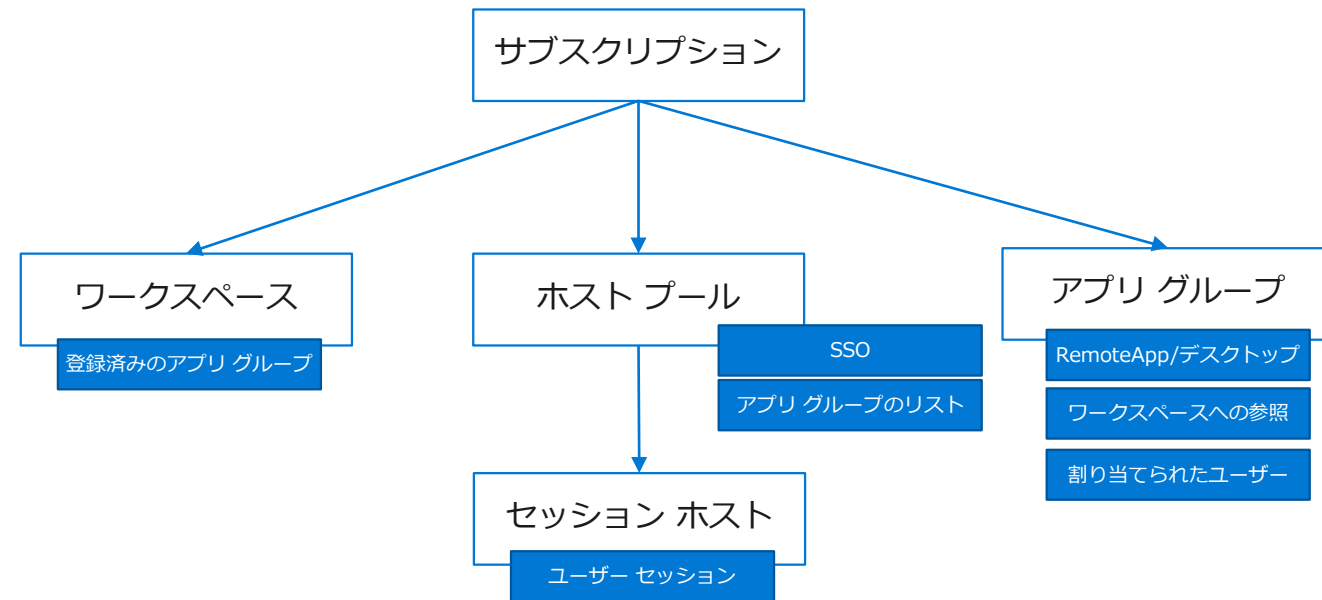 サブスクリプション
ワークスペース
登録済みのアプリ グループ
ホスト プール
SSO
アプリ グループのリスト
アプリ グループ
RemoteApp/デスクトップ
ワークスペースへの参照
割り当てられたユーザー
セッション ホスト
ユーザー セッション